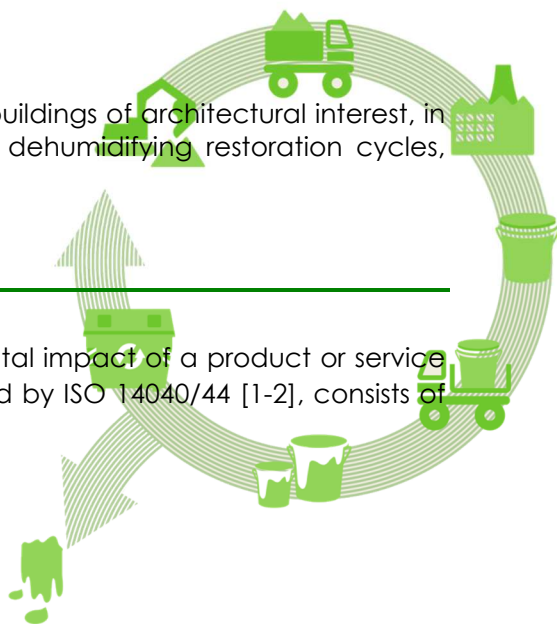 buildings of architectural interest, in
dehumidifying restoration cycles,
tal impact of a product or service
d by ISO 14040/44 [1-2], consists of